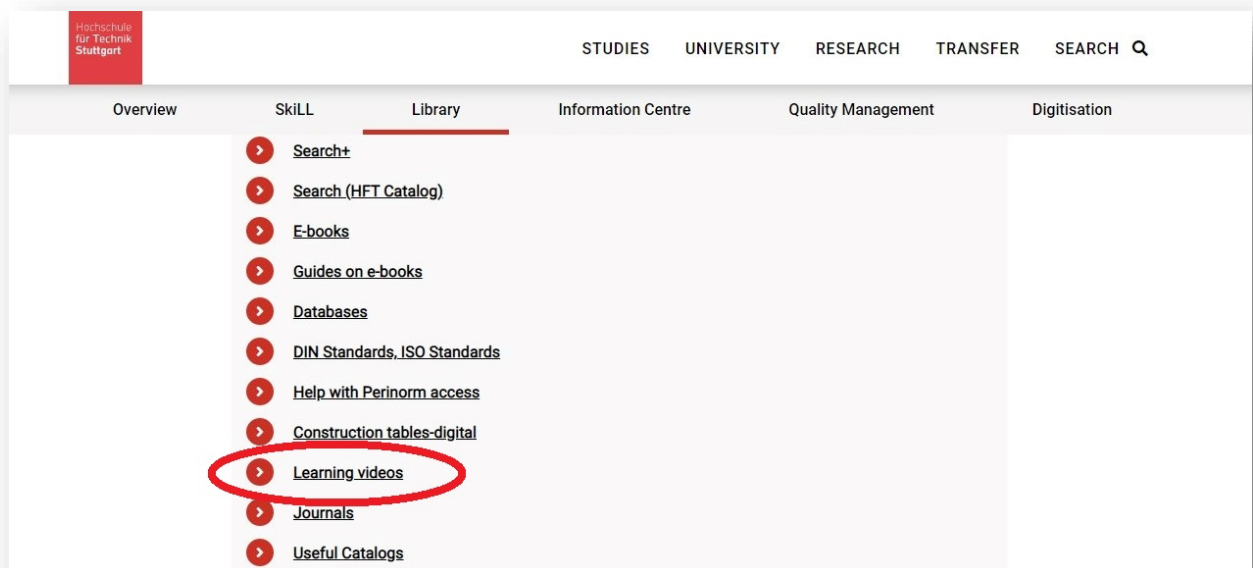 Hochschule
für Technik
Stuttgart
STUDIES UNIVERSITY RESEARCH TRANSFER SEARCH
Overview SkiLL Library Information Centre Quality Management Digitisation
Search+
Search (HFT Catalog)
E-books
Guides on e-books
Databases
DIN Standards, ISO Standards
Help with Perinorm access
Construction tables-digital
Learning videos
Journals
Useful Catalogs